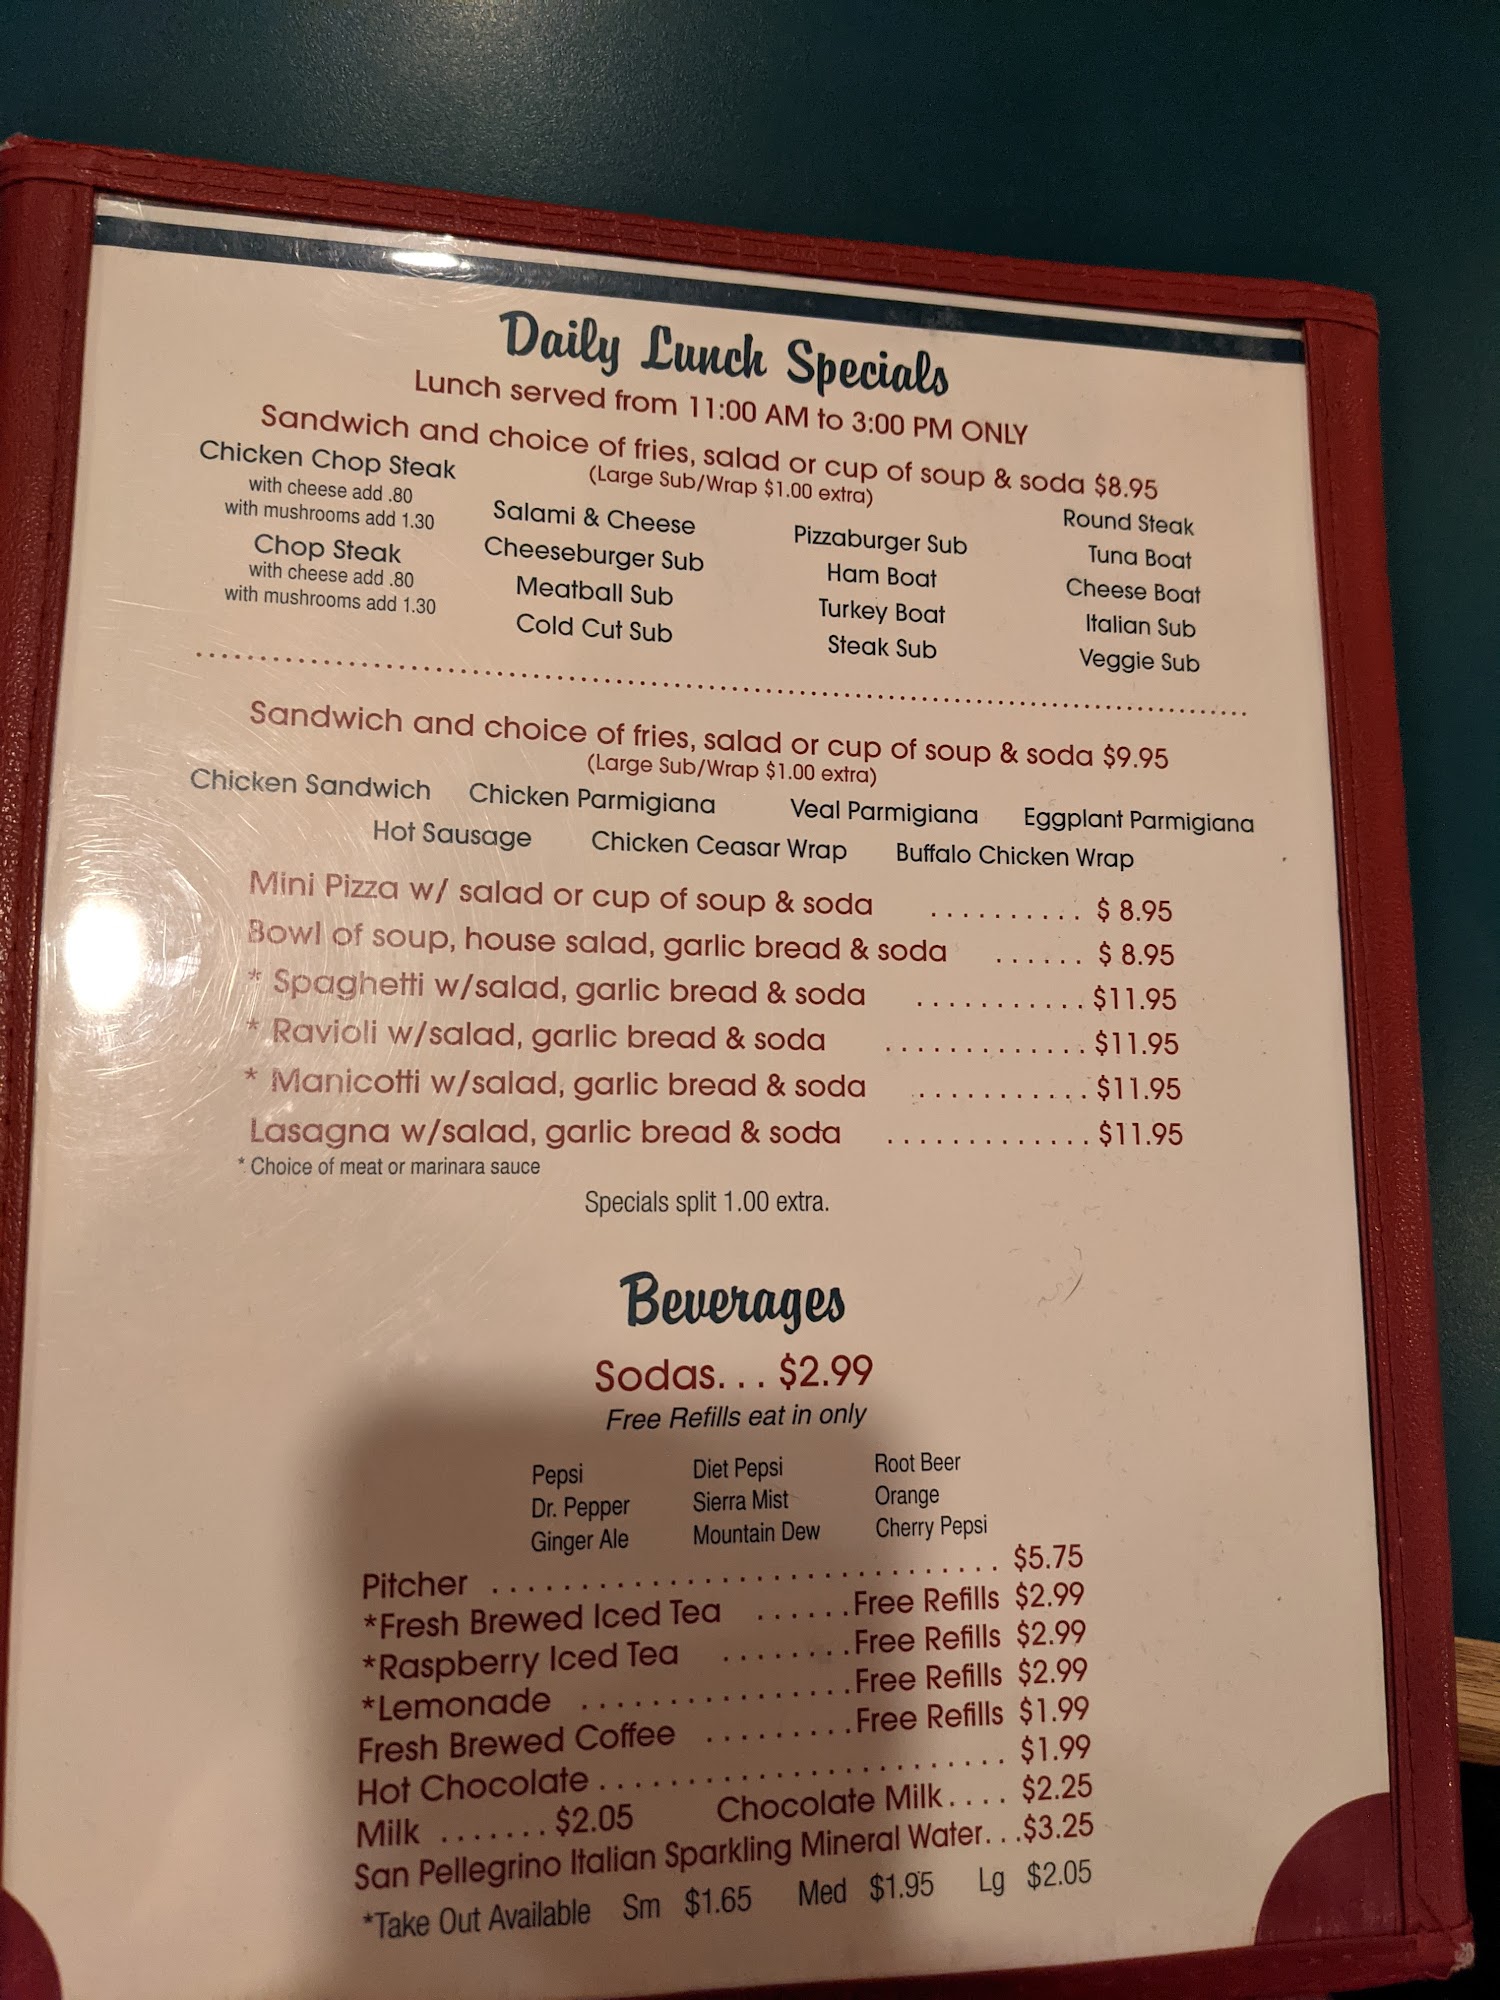 Daily Lunch Specials
Lunch served from 11:00 AM to 3:00 PM ONLY
Sandwich and choice of fries, salad or cup of soup & soda $8.95
(Large Sub/Wrap $1.00 extra)
Chicken Chop Steak
with cheese add .80
with mushrooms add 1.30
Chop Steak
with cheese add .80
with mushrooms add 1.30
Salami & Cheese
Cheeseburger Sub
Meatball Sub
Cold Cut Sub
Pizzaburger Sub
Ham Boat
Turkey Boat
Steak Sub
Round Steak
Tuna Boat
Cheese Boat
Italian Sub
Veggie Sub
Sandwich and choice of fries, salad or cup of soup & soda $9.95
(Large Sub/Wrap $1.00 extra)
Chicken Sandwich Chicken Parmigiana Veal Parmigiana Eggplant Parmigiana
Hot Sausage Chicken Ceasar Wrap Buffalo Chicken Wrap
Mini Pizza w/ salad or cup of soup & soda .......... $ 8.95
Bowl of soup, house salad, garlic bread & soda ...... $ 8.95
* Spaghetti w/salad, garlic bread & soda ........... $11.95
* Ravioli w/salad, garlic bread & soda ............. $11.95
* Manicotti w/salad, garlic bread & soda ........... $11.95
Lasagna w/salad, garlic bread & soda ............. $11.95
* Choice of meat or marinara sauce
Specials split 1.00 extra.
Beverages
Sodas... $2.99
Free Refills eat in only
Pepsi Diet Pepsi Root Beer
Dr. Pepper Sierra Mist Orange
Ginger Ale Mountain Dew Cherry Pepsi
Pitcher ............................. $5.75
*Fresh Brewed Iced Tea ......Free Refills $2.99
*Raspberry Iced Tea ........Free Refills $2.99
*Lemonade ................Free Refills $2.99
Fresh Brewed Coffee .........Free Refills $1.99
Hot Chocolate ........................ $1.99
Milk ....... $2.05 Chocolate Milk.... $2.25
San Pellegrino Italian Sparkling Mineral Water...$3.25
*Take Out Available Sm $1.65 Med $1.95 Lg $2.05